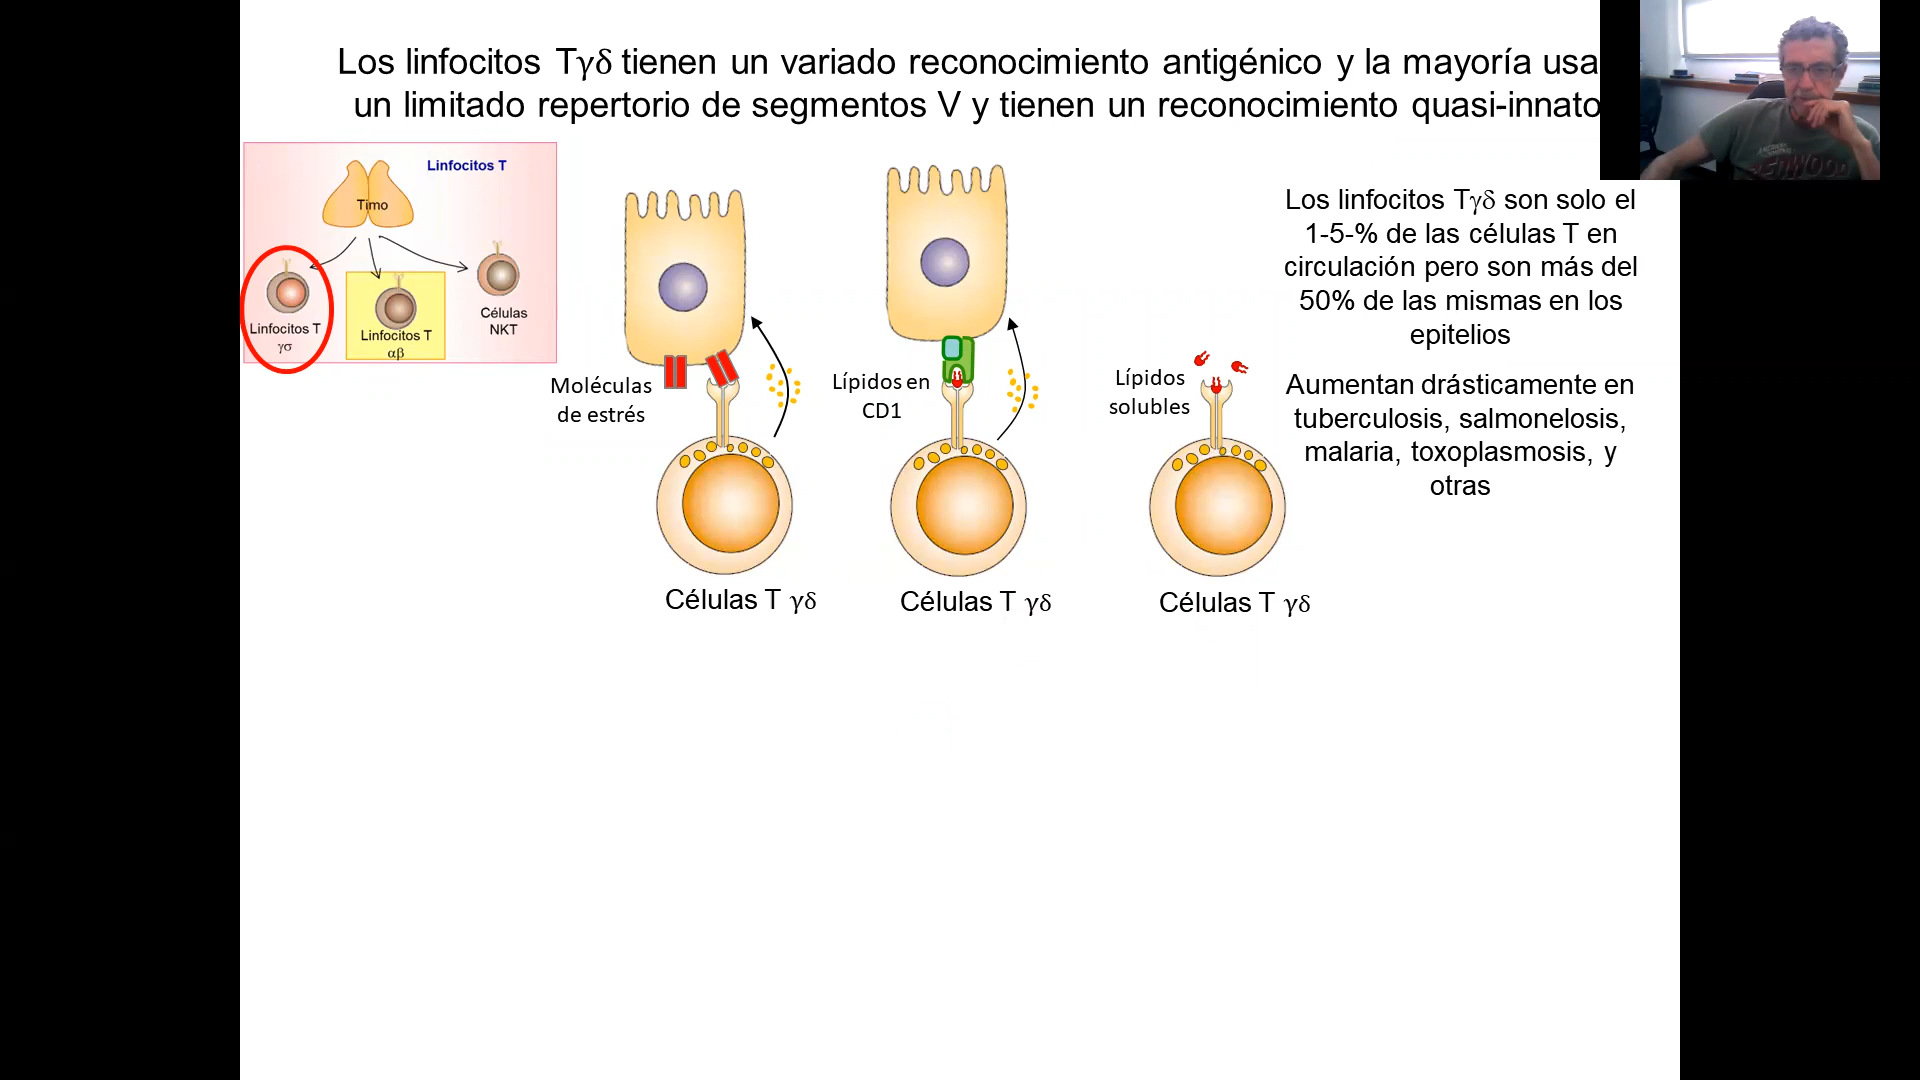 Los linfocitos Tγδ tienen un variado reconocimiento antigénico y la mayoría usa
un limitado repertorio de segmentos V y tienen un reconocimiento quasi-innato
Linfocitos T
Timo
Linfocitos T
γσ
Linfocitos T
αβ
Células
NKT
Moléculas
de estrés
Células T γδ
Lípidos en
CD1
Células T γδ
Lípidos
solubles
Células T γδ
Los linfocitos Tγδ son solo el
1-5-% de las células T en
circulación pero son más del
50% de las mismas en los
epitelios
Aumentan drásticamente en
tuberculosis, salmonelosis,
malaria, toxoplasmosis, y
otras